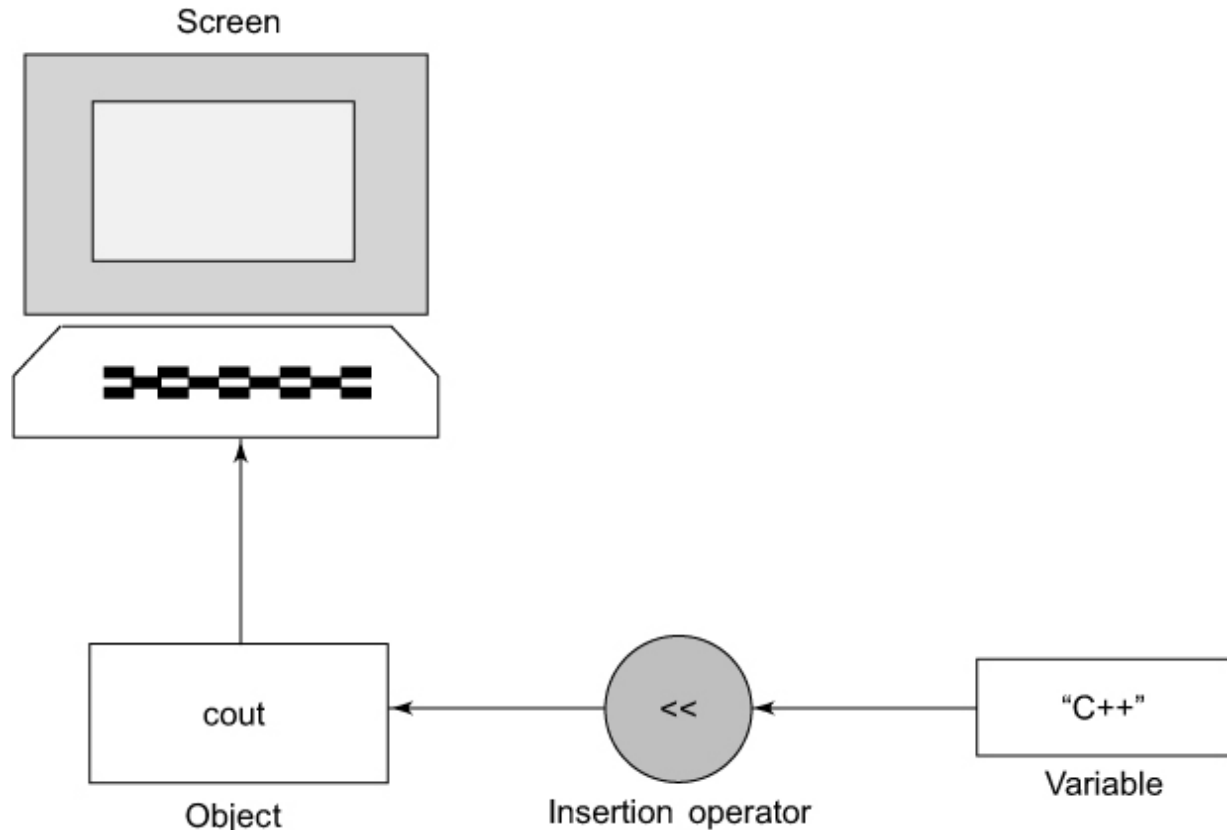 Screen
cout
<<
“C++”
Object
Insertion operator
Variable